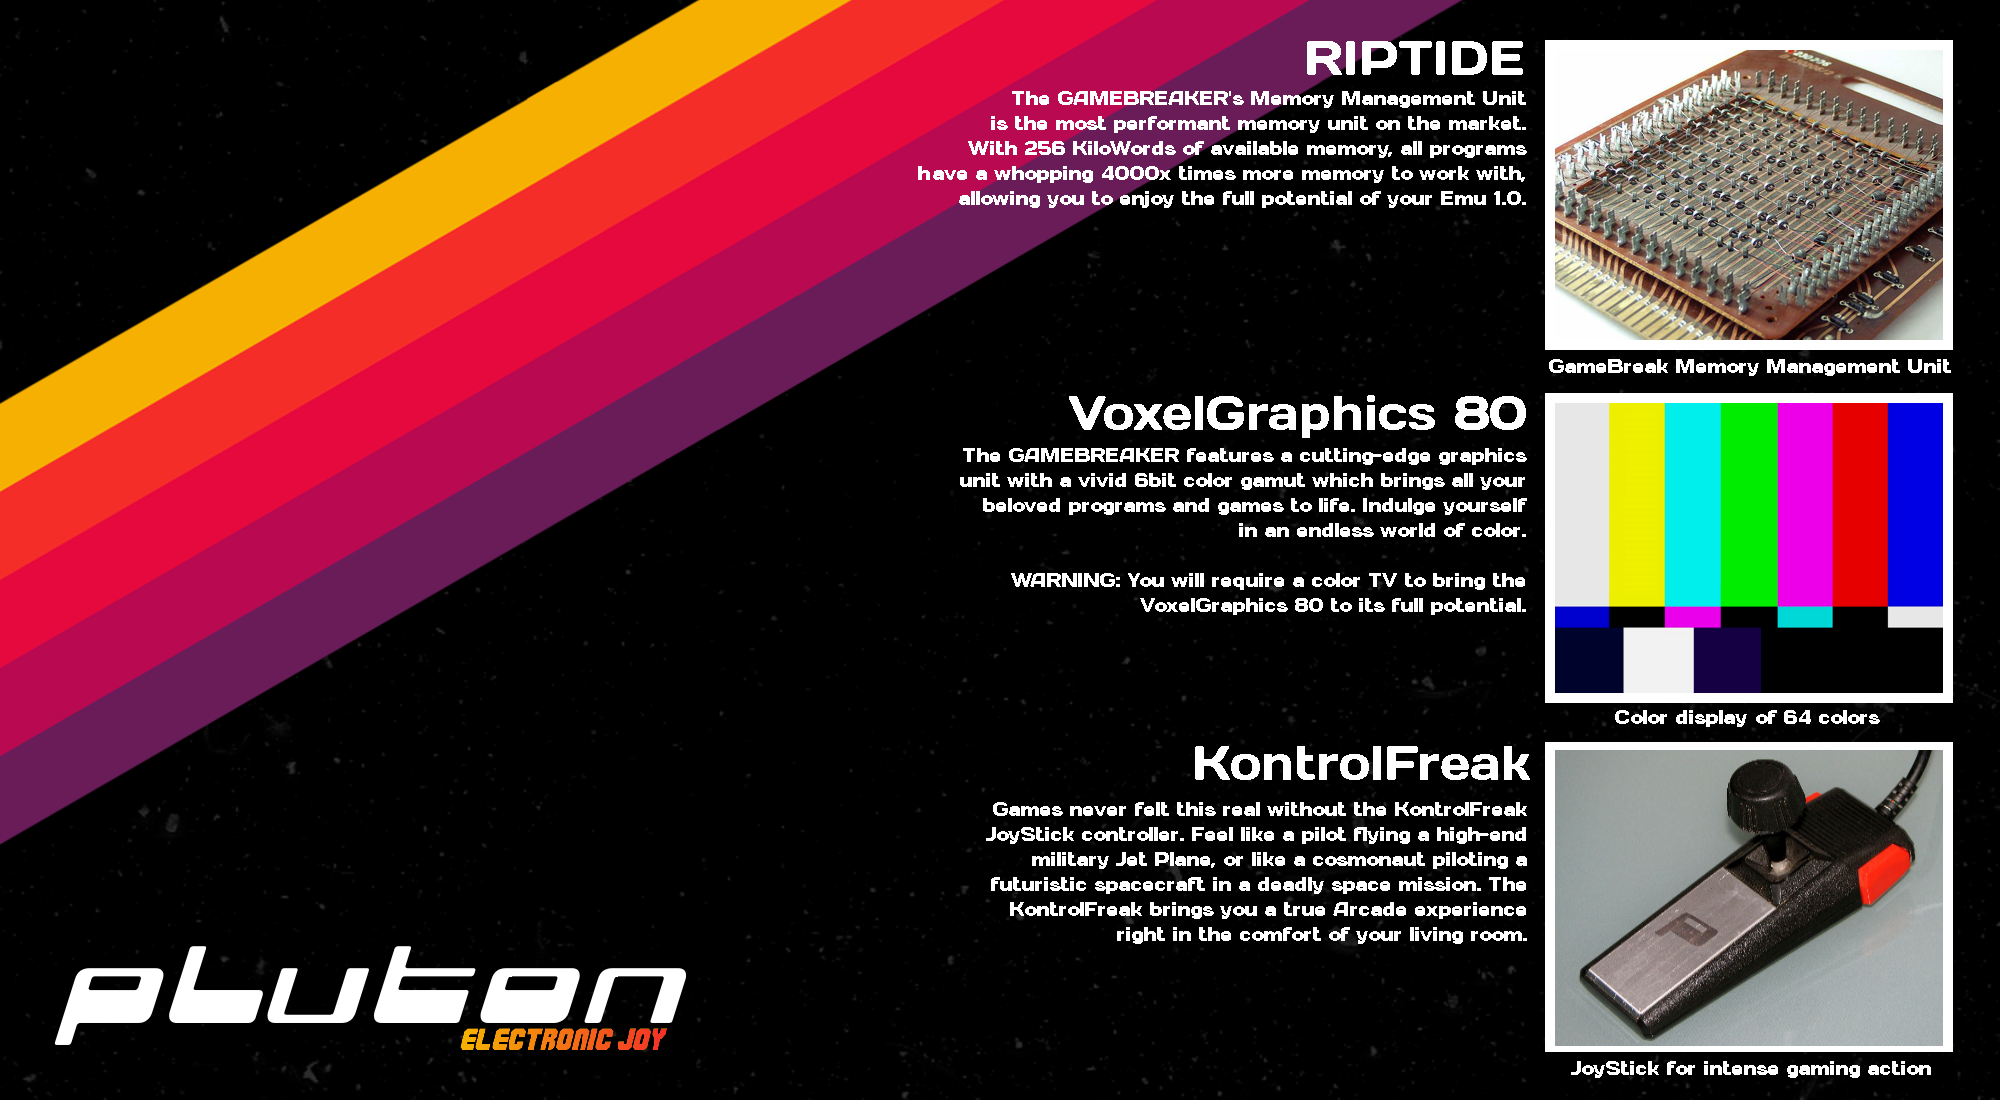 RIPTIDE
The GAMEBREAKER's Memory Management Unit
is the most performant memory unit on the market.
With 256 KiloWords of available memory, all programs
have a whopping 4000x times more memory to work with,
allowing you to enjoy the full potential of your Emu 1.0.
GameBreak Memory Management Unit
VoxelGraphics 80
The GAMEBREAKER features a cutting-edge graphics
unit with a vivid 6bit color gamut which brings all your
beloved programs and games to life. Indulge yourself
in an endless world of color.
WARNING: You will require a color TV to bring the
VoxelGraphics 80 to its full potential.
Color display of 64 colors
KontrolFreak
Games never felt this real without the KontrolFreak
JoyStick controller. Feel like a pilot flying a high-end
military Jet Plane, or like a cosmonaut piloting a
futuristic spacecraft in a deadly space mission. The
KontrolFreak brings you a true Arcade experience
right in the comfort of your living room.
JoyStick for intense gaming action
pluton
ELECTRONIC JOY